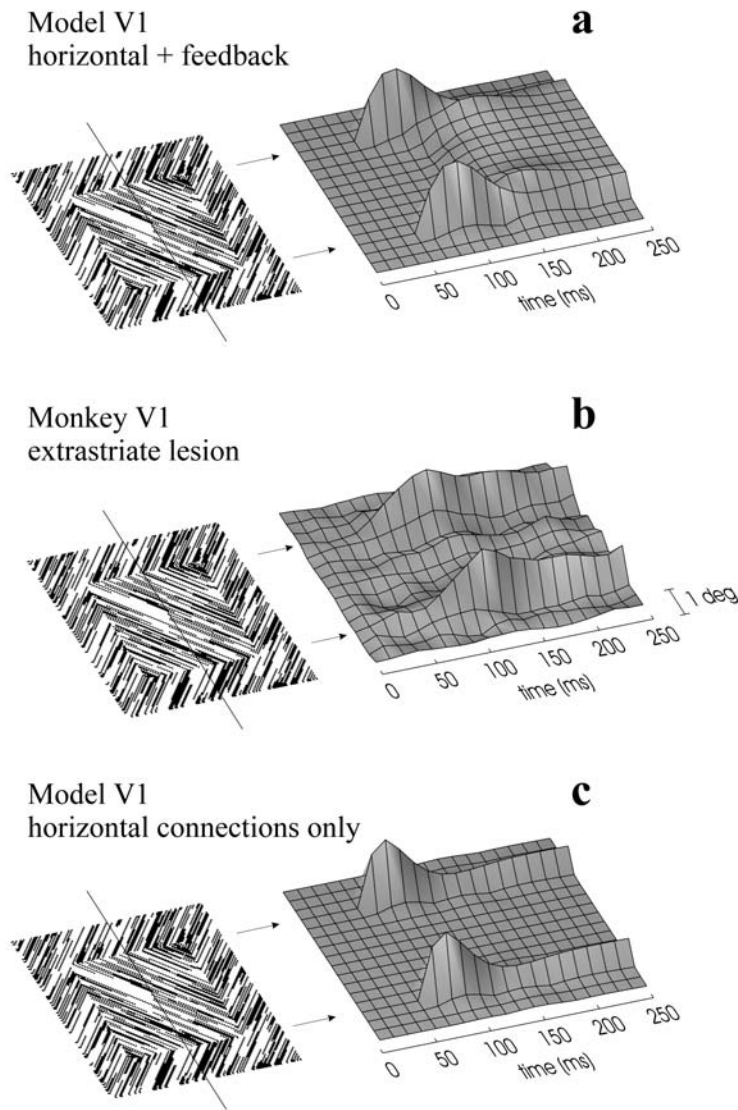 Model V1
horizontal + feedback
a
0 50 100 150 200 250
time (ms)
Monkey V1
extrastriate lesion
b
1 deg.
0 50 100 150 200 250
time (ms)
Model V1
horizontal connections only
c
0 50 100 150 200 250
time (ms)